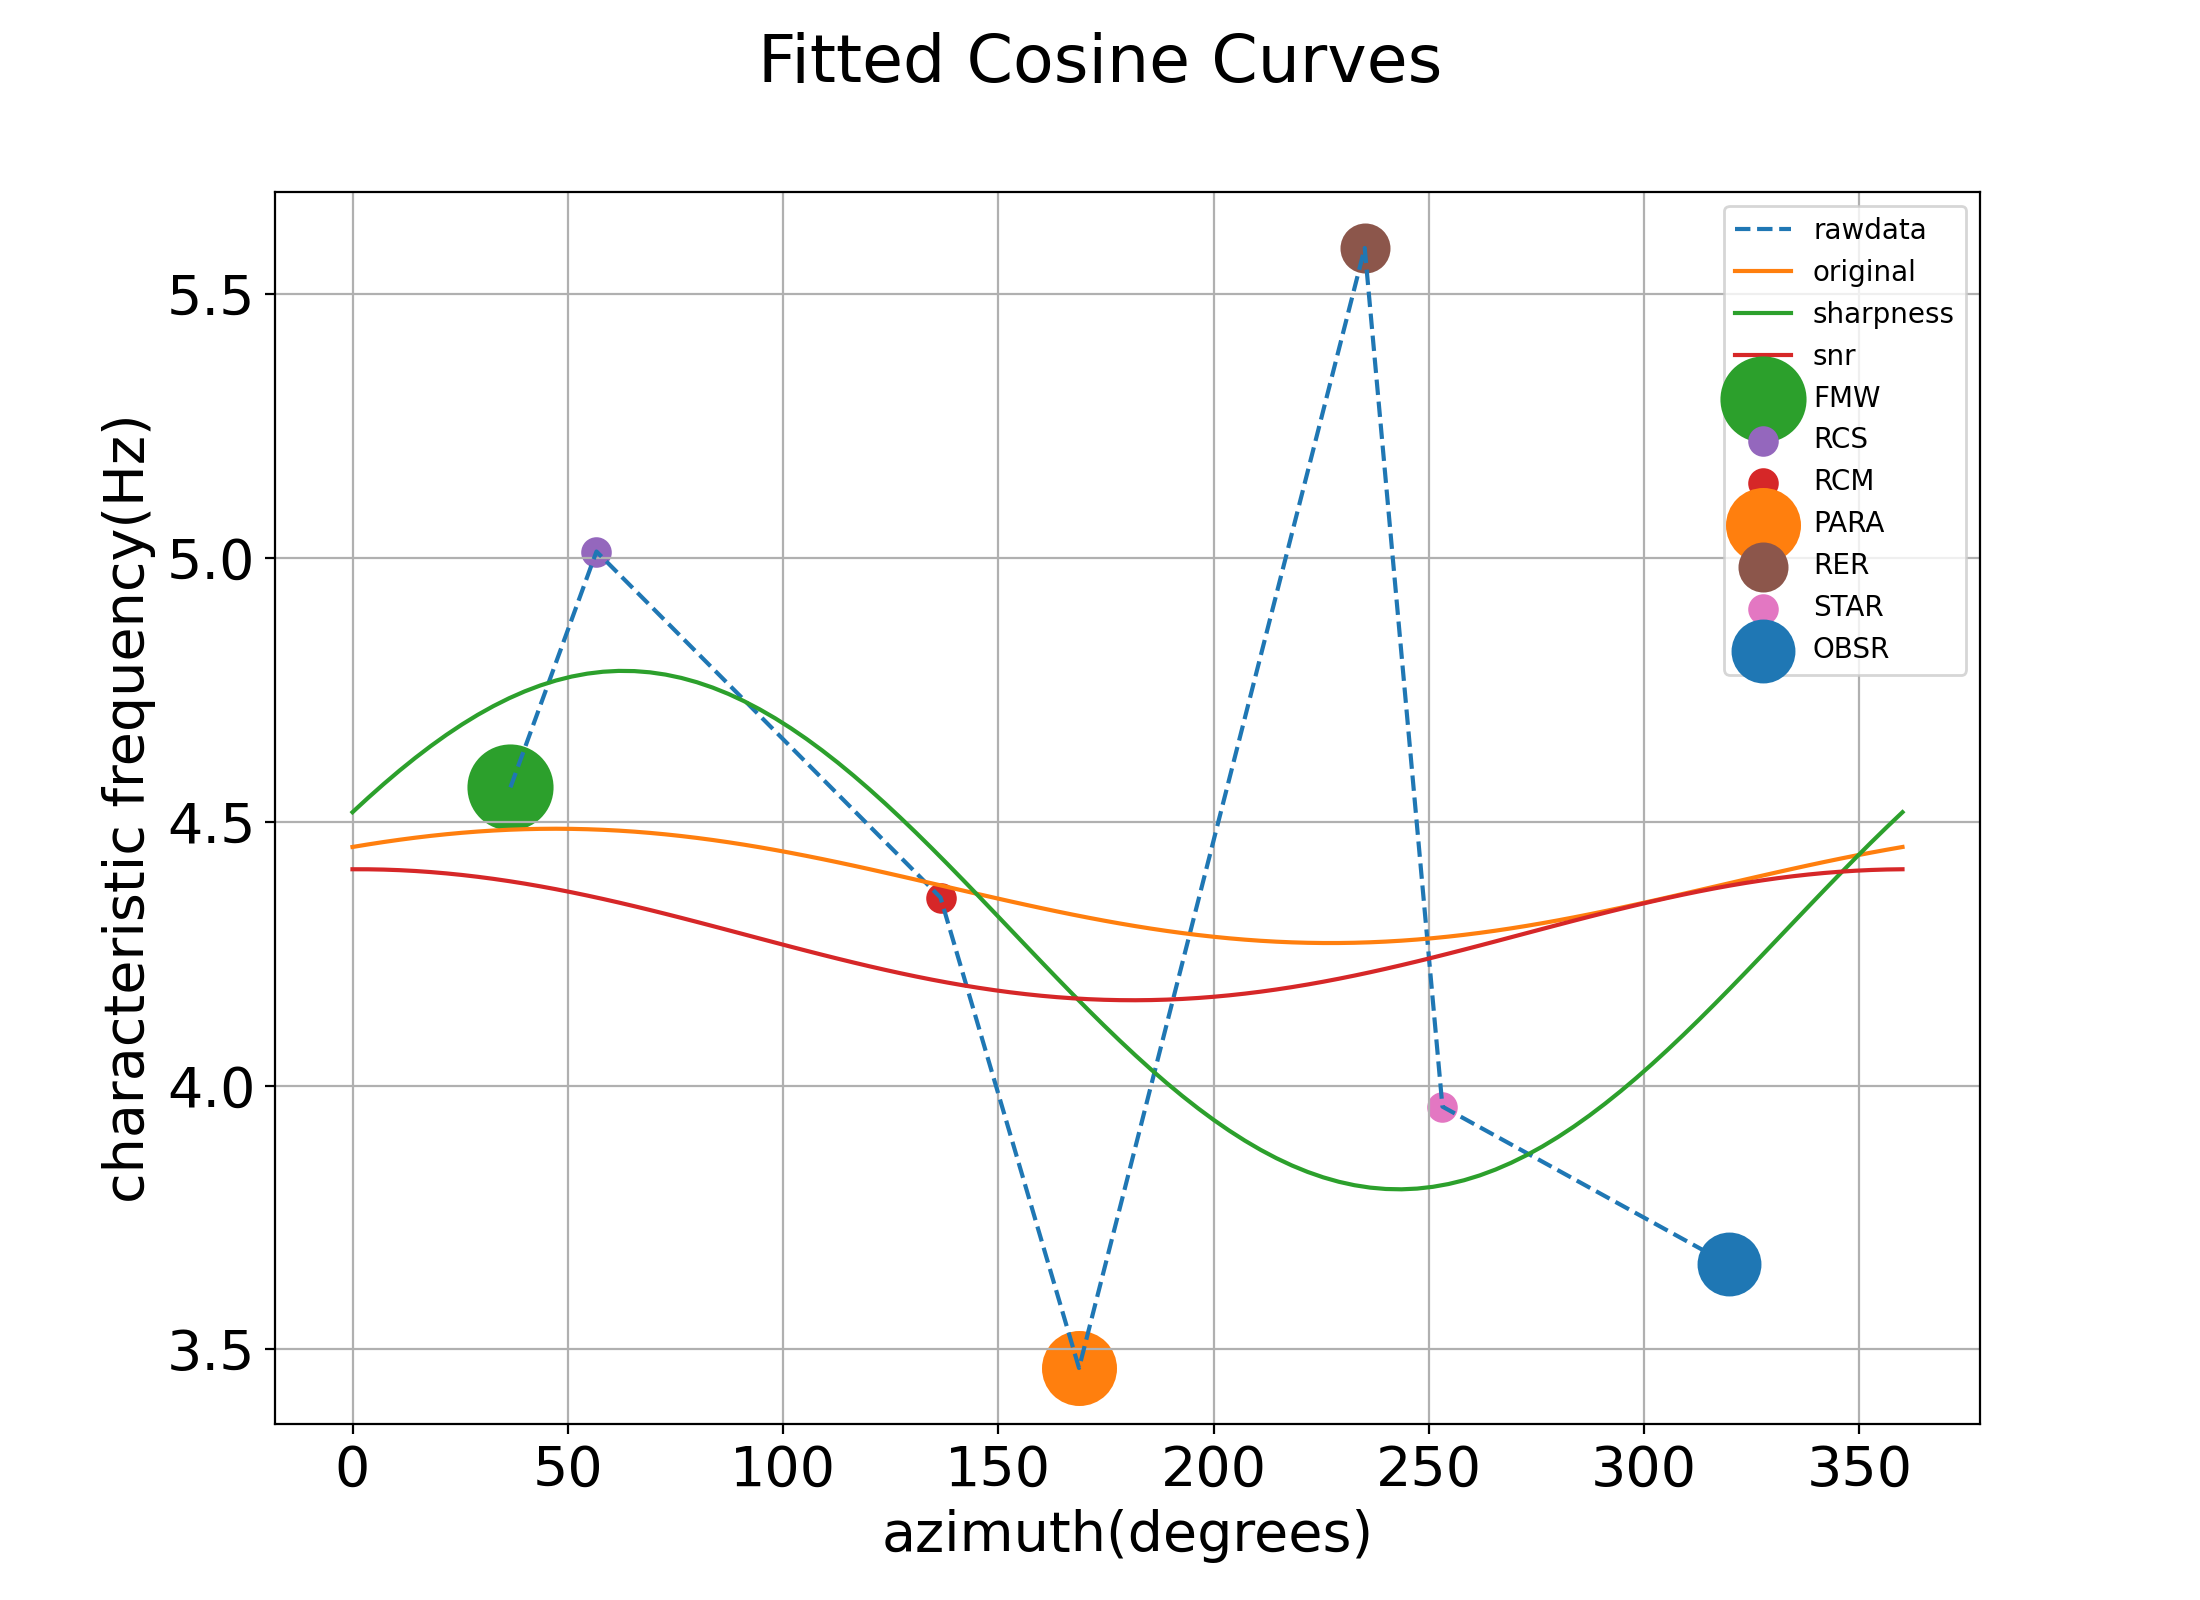 Fitted Cosine Curves
characteristic frequency(Hz)
5.5
5.0
4.5
4.0
3.5
rawdata
original
sharpness
snr
FMW
RCS
RCM
PARA
RER
STAR
OBSR
0 50 100 150 200 250 300 350
azimuth(degrees)